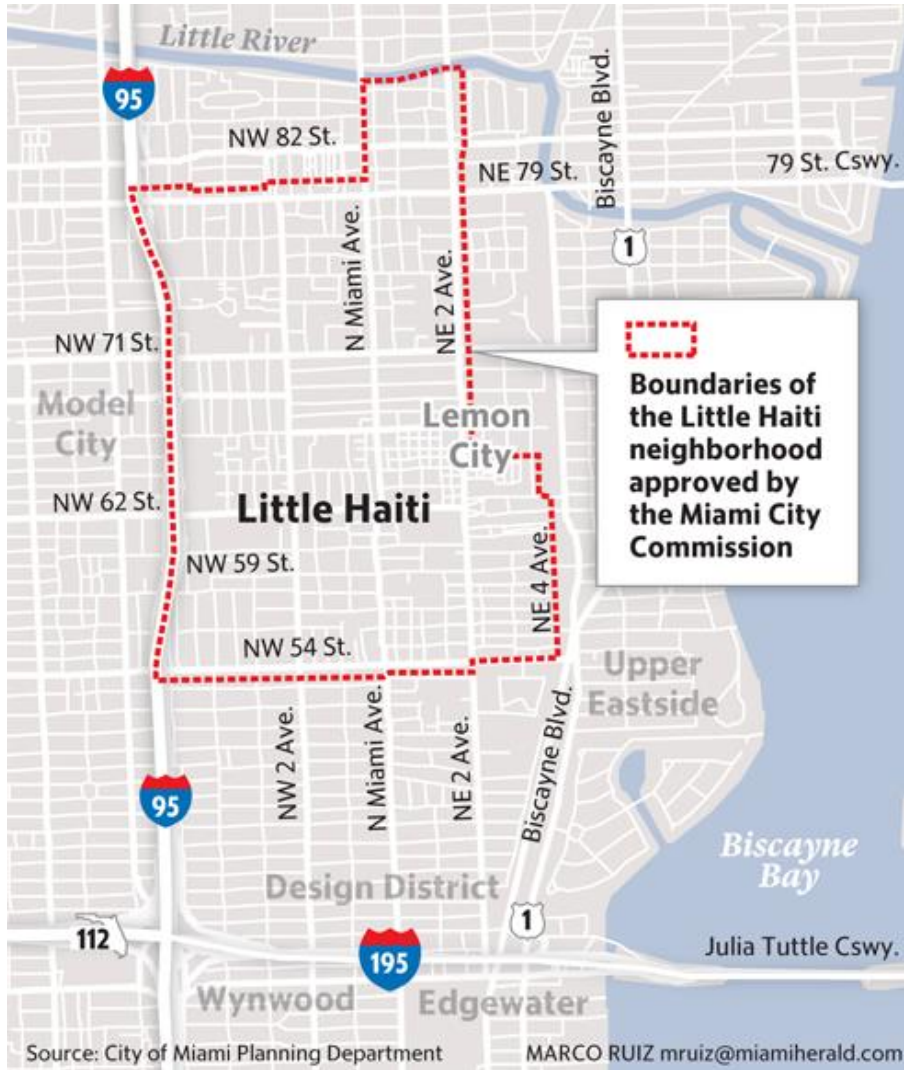 Little River
95
Biscayne Blvd.
NW 82 St.
NE 79 St.
79 St. Cswy.
1
N Miami Ave.
NE 2 Ave.
NW 71 St.
Model
City
Lemon
City
Boundaries of
the Little Haiti
neighborhood
approved by
the Miami City
Commission
NW 62 St.
Little Haiti
NW 59 St.
NE 4 Ave.
NW 54 St.
Upper
Eastside
NW 2 Ave.
N Miami Ave.
NE 2 Ave.
Biscayne Blvd.
95
Biscayne
Bay
Design District
1
112
195
Julia Tuttle Cswy.
Wynwood
Edgewater
Source: City of Miami Planning Department
MARCO RUIZ mruiz@miamiherald.com